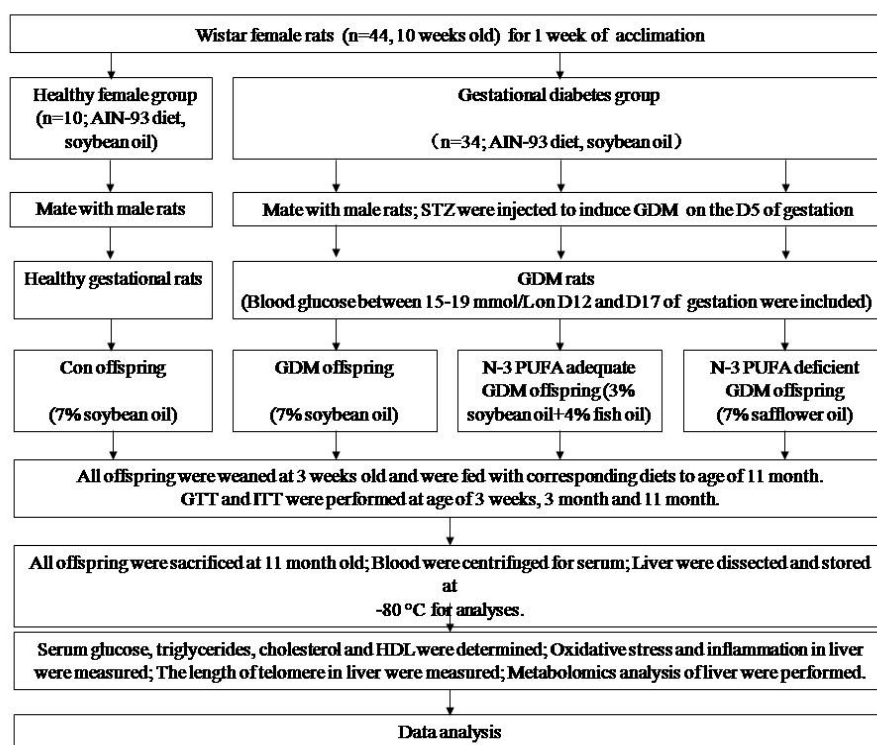 Wistar female rats (n=44, 10 weeks old) for 1 week of acclimation
Healthy female group
(n=10; AIN-93 diet,
soybean oil)
Gestational diabetes group
(n=34; AIN-93 diet, soybean oil)
Mate with male rats
Mate with male rats; STZ were injected to induce GDM on the D5 of gestation
Healthy gestational rats
GDM rats
(Blood glucose between 15-19 mmol/Lon D12 and D17 of gestation were included)
Con offspring
(7% soybean oil)
GDM offspring
(7% soybean oil)
N-3 PUFA adequate
GDM offspring (3%
soybean oil+4% fish oil)
N-3 PUFA deficient
GDM offspring
(7% safflower oil)
All offspring were weaned at 3 weeks old and were fed with corresponding diets to age of 11 month.
GTT and ITT were performed at age of 3 weeks, 3 month and 11 month.
All offspring were sacrificed at 11 month old; Blood were centrifuged for serum; Liver were dissected and stored
at
-80 °C for analyses.
Serum glucose, triglycerides, cholesterol and HDL were determined; Oxidative stress and inflammation in liver
were measured; The length of telomere in liver were measured; Metabolomics analysis of liver were performed.
Data analysis